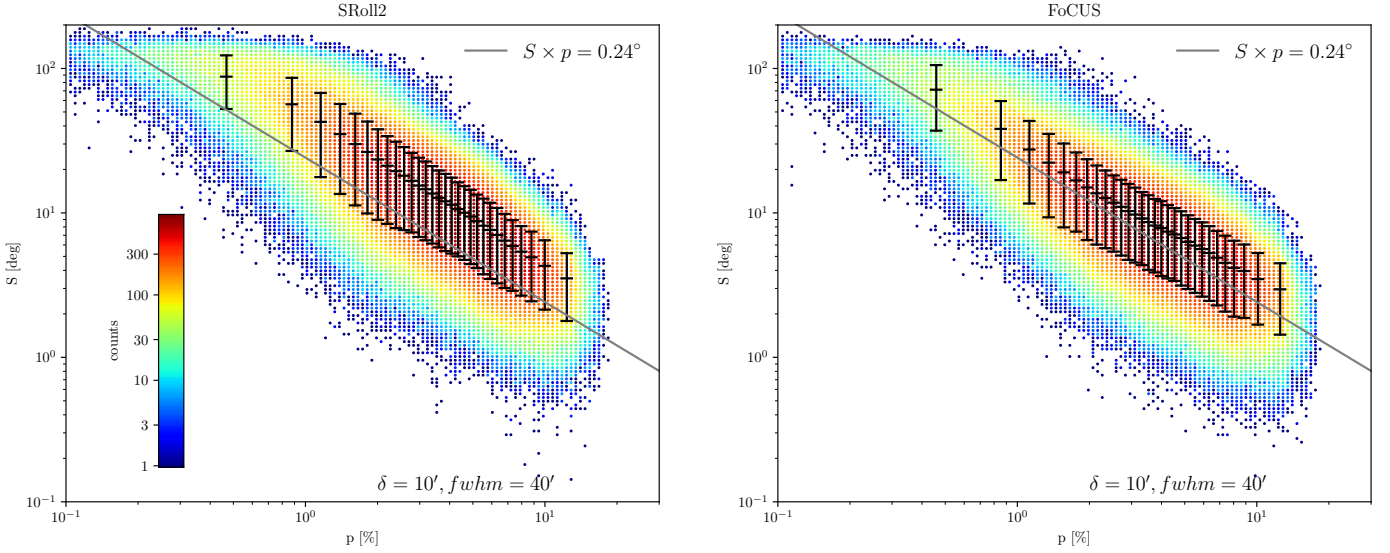 SRoll2
S × p = 0.24°
10²
10¹
10⁰
10⁻¹
S [deg]
300
100
30
10
3
1
counts
δ = 10′, fwhm = 40′
10⁻¹
10⁰
10¹
p [%]
FoCUS
S × p = 0.24°
10²
10¹
10⁰
10⁻¹
S [deg]
δ = 10′, fwhm = 40′
10⁻¹
10⁰
10¹
p [%]